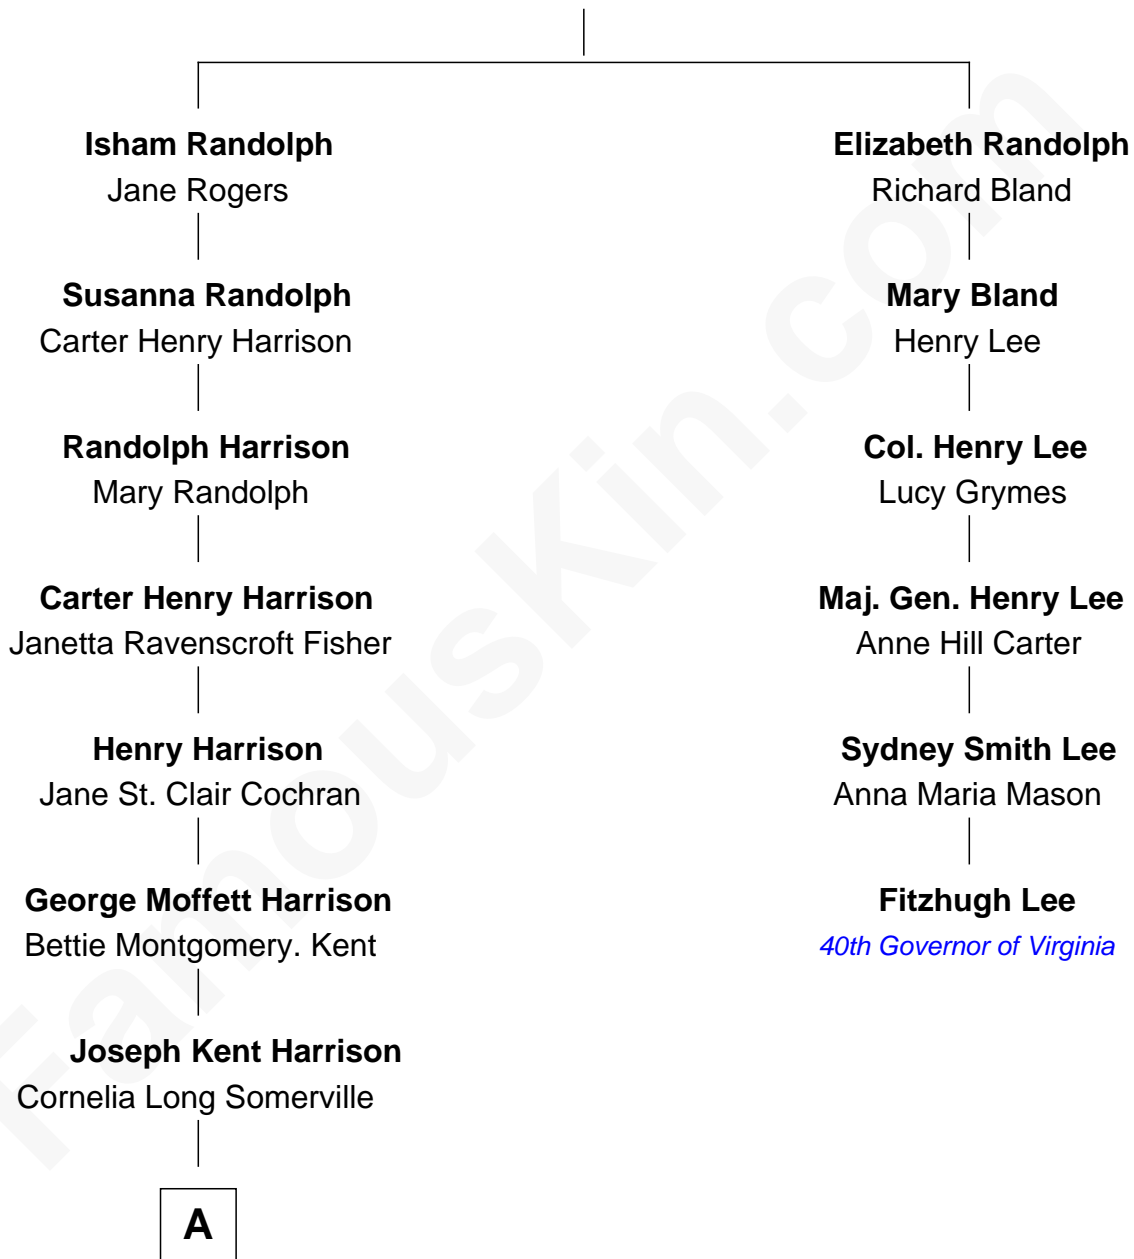 Isham Randolph
Jane Rogers
Susanna Randolph
Carter Henry Harrison
Randolph Harrison
Mary Randolph
Carter Henry Harrison
Janetta Ravenscroft Fisher
Henry Harrison
Jane St. Clair Cochran
George Moffett Harrison
Bettie Montgomery. Kent
Joseph Kent Harrison
Cornelia Long Somerville
A
Elizabeth Randolph
Richard Bland
Mary Bland
Henry Lee
Col. Henry Lee
Lucy Grymes
Maj. Gen. Henry Lee
Anne Hill Carter
Sydney Smith Lee
Anna Maria Mason
Fitzhugh Lee
40th Governor of Virginia
FamousKin.com